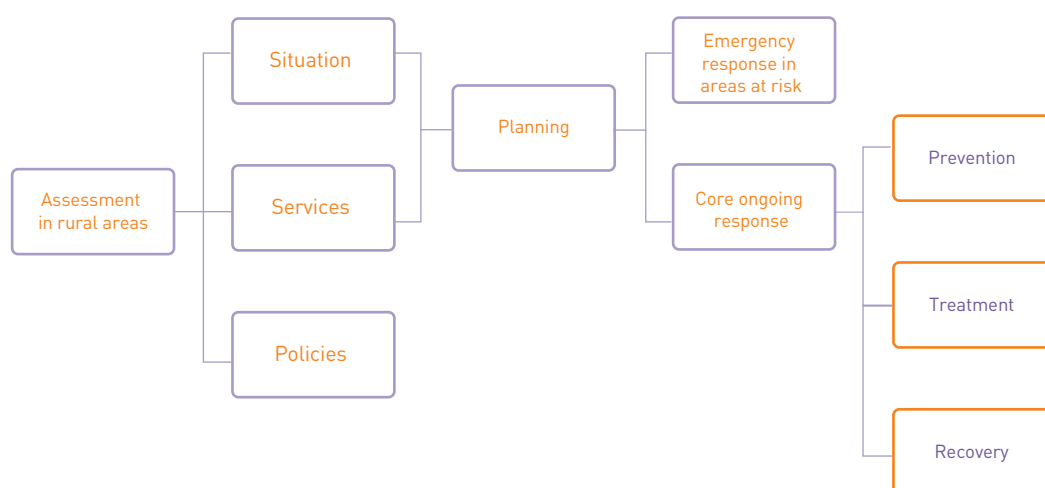 Assessment
in rural areas
Situation
Services
Policies
Planning
Emergency
response in
areas at risk
Core ongoing
response
Prevention
Treatment
Recovery